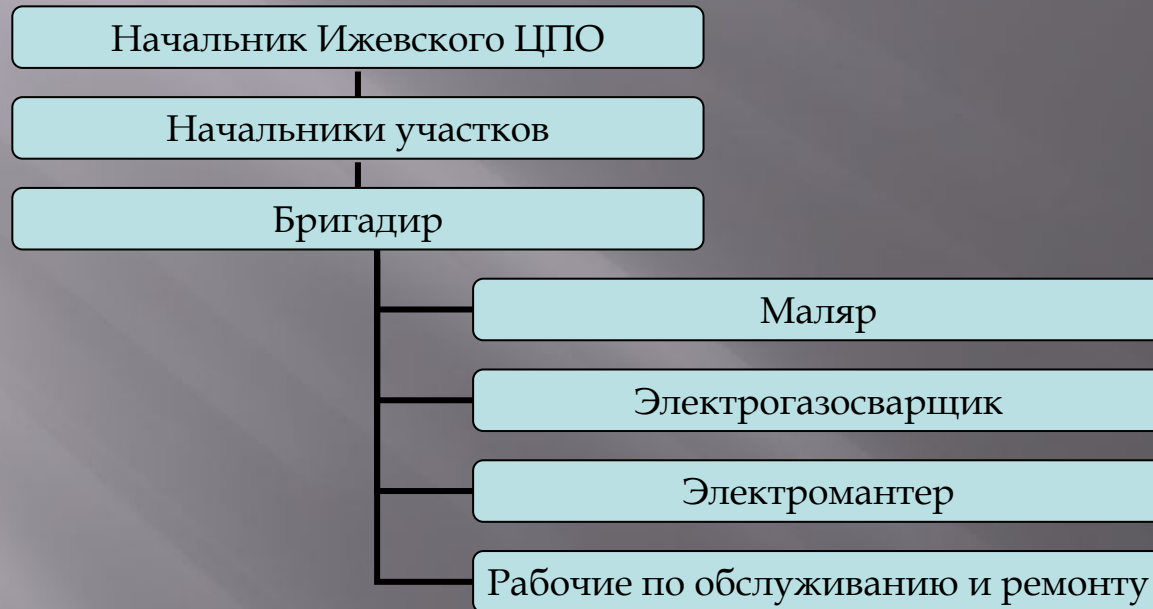 Начальник Ижевского ЦПО
Начальники участков
Бригадир
Маляр
Электрогазосварщик
Электромантер
Рабочие по обслуживанию и ремонту